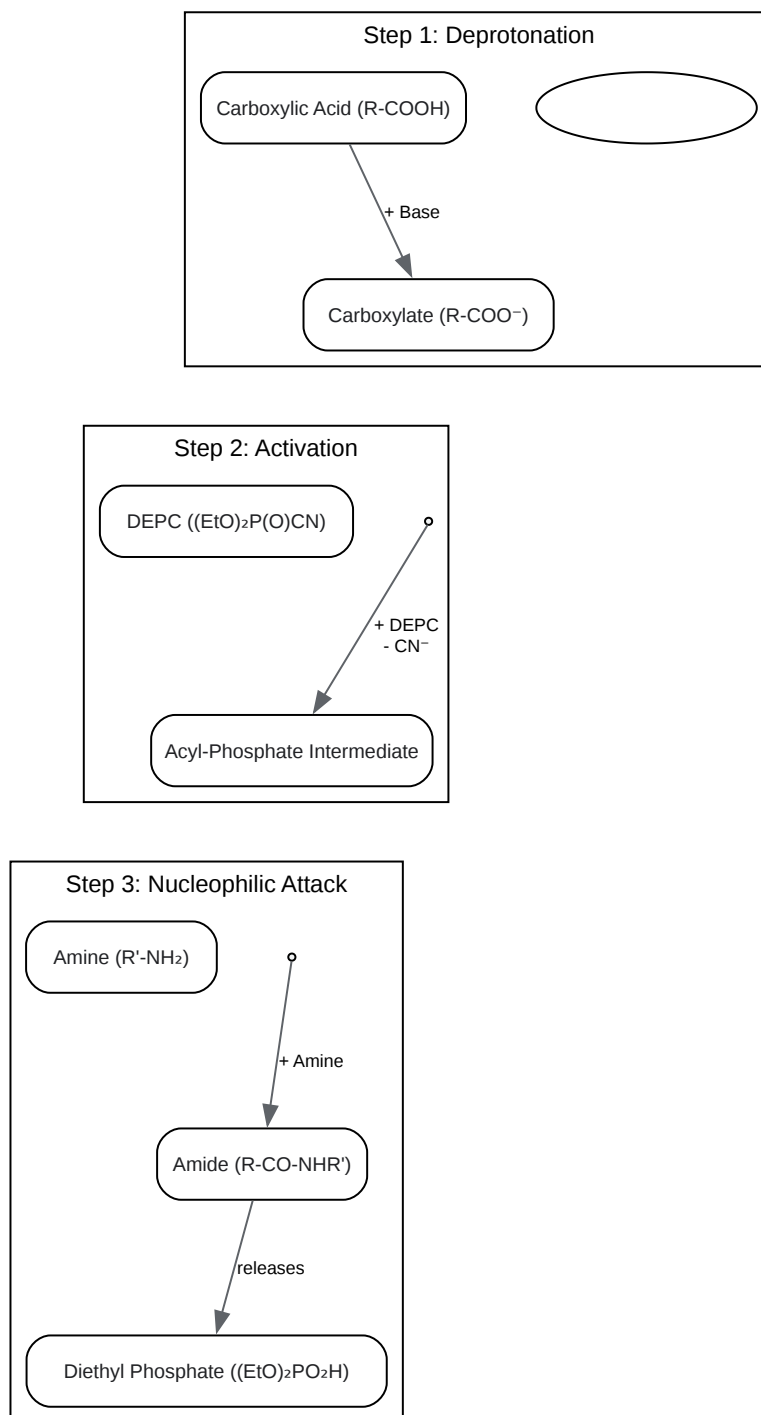 Step 1: Deprotonation
Carboxylic Acid (R-COOH)
+ Base
Carboxylate (R-COO⁻)
Step 2: Activation
DEPC ((EtO)₂P(O)CN)
+ DEPC
- CN⁻
Acyl-Phosphate Intermediate
Step 3: Nucleophilic Attack
Amine (R'-NH₂)
+ Amine
Amide (R-CO-NHR')
releases
Diethyl Phosphate ((EtO)₂PO₂H)